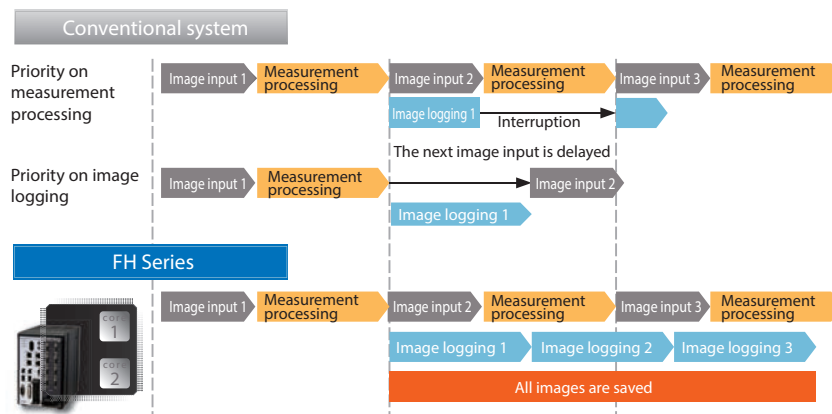 Conventional system
Priority on
measurement
processing
Image input 1
Measurement
processing
Image input 2
Measurement
processing
Image input 3
Measurement
processing
Image logging 1
Interruption
The next image input is delayed
Priority on image
logging
Image input 1
Measurement
processing
Image input 2
Image logging 1
FH Series
core
1
core
2
Image input 1
Measurement
processing
Image input 2
Measurement
processing
Image input 3
Measurement
processing
Image logging 1
Image logging 2
Image logging 3
All images are saved